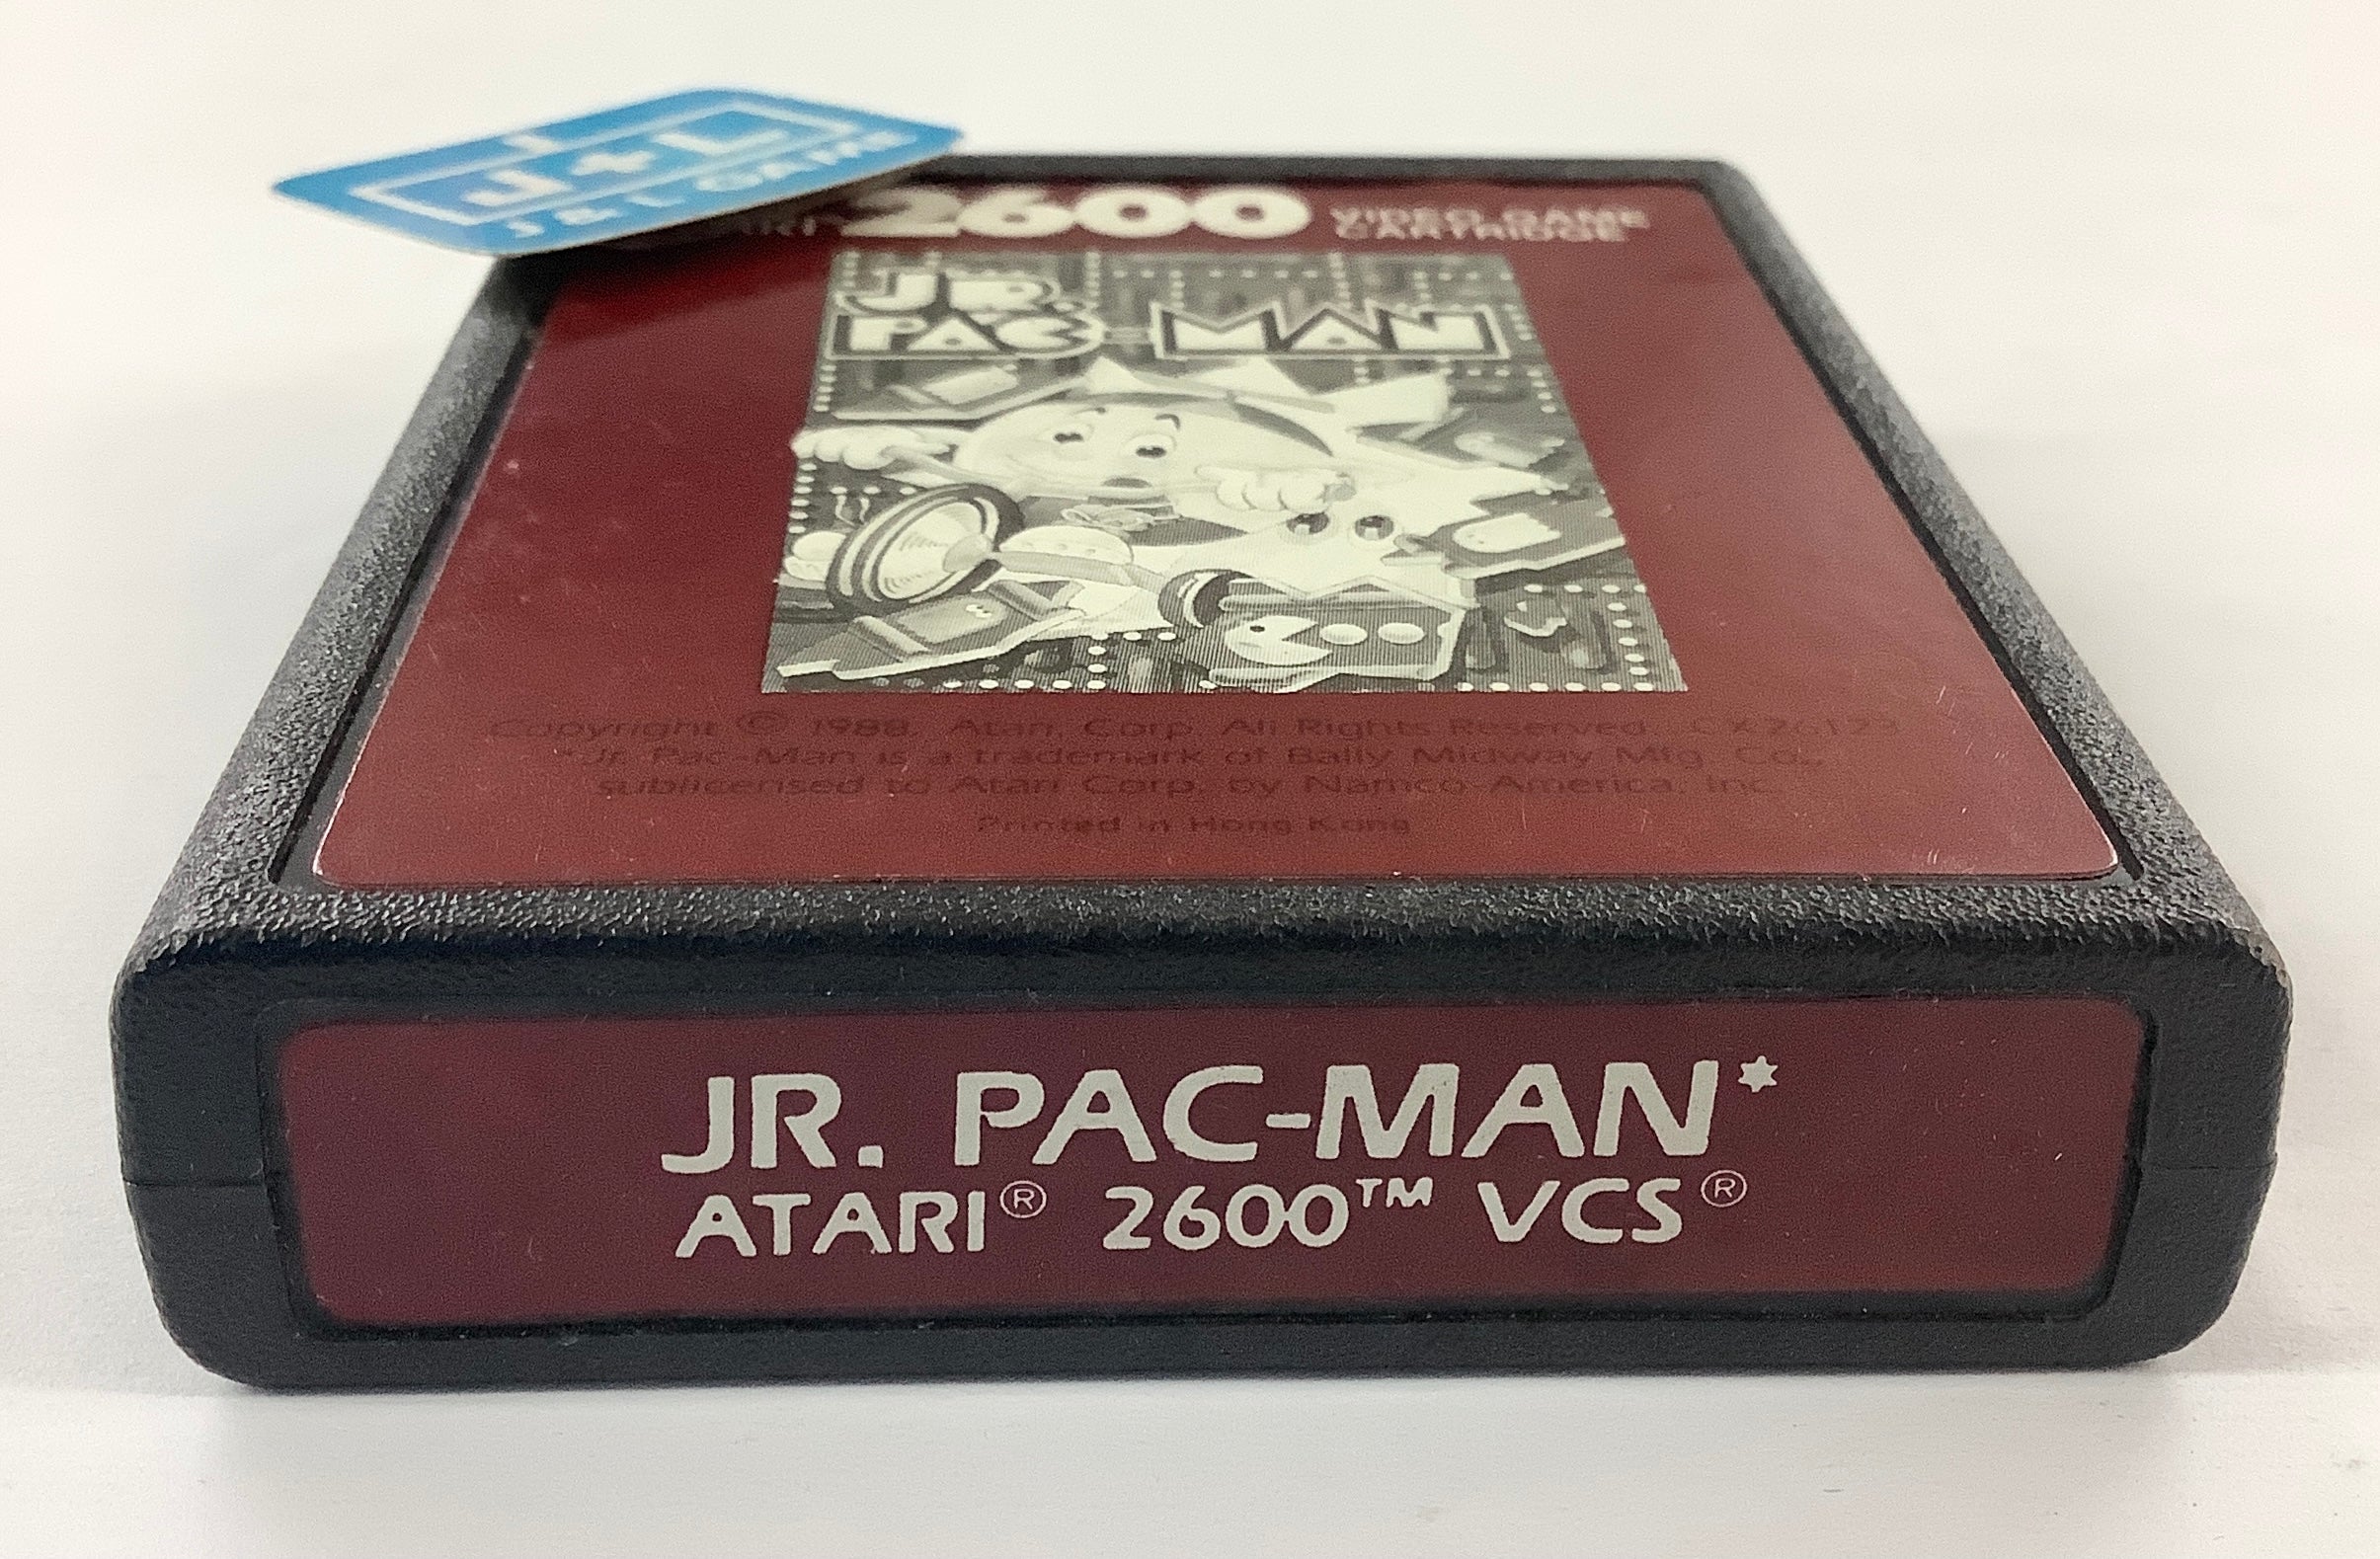 J
J+L
J & L GAME
2600 VIDEO GAME
CARTRIDGE
JR.
PAC-MAN
Copyright © 1988, Atari, Corp. All Rights Reserved. CX26123
*Jr. Pac-Man is a trademark of Bally Midway Mfg. Co.,
sublicensed to Atari Corp. by Namco-America, Inc.
Printed in Hong Kong
JR. PAC-MAN*
ATARI® 2600™ VCS®